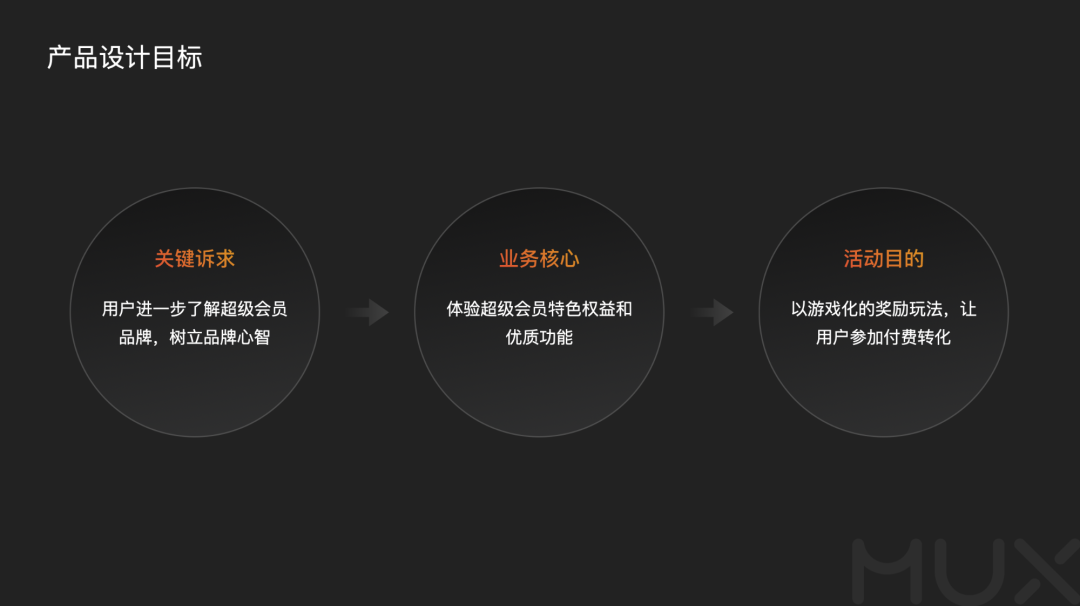 产品设计目标
关键诉求
用户进一步了解超级会员
品牌，树立品牌心智
业务核心
体验超级会员特色权益和
优质功能
活动目的
以游戏化的奖励玩法，让
用户参加付费转化
MUX